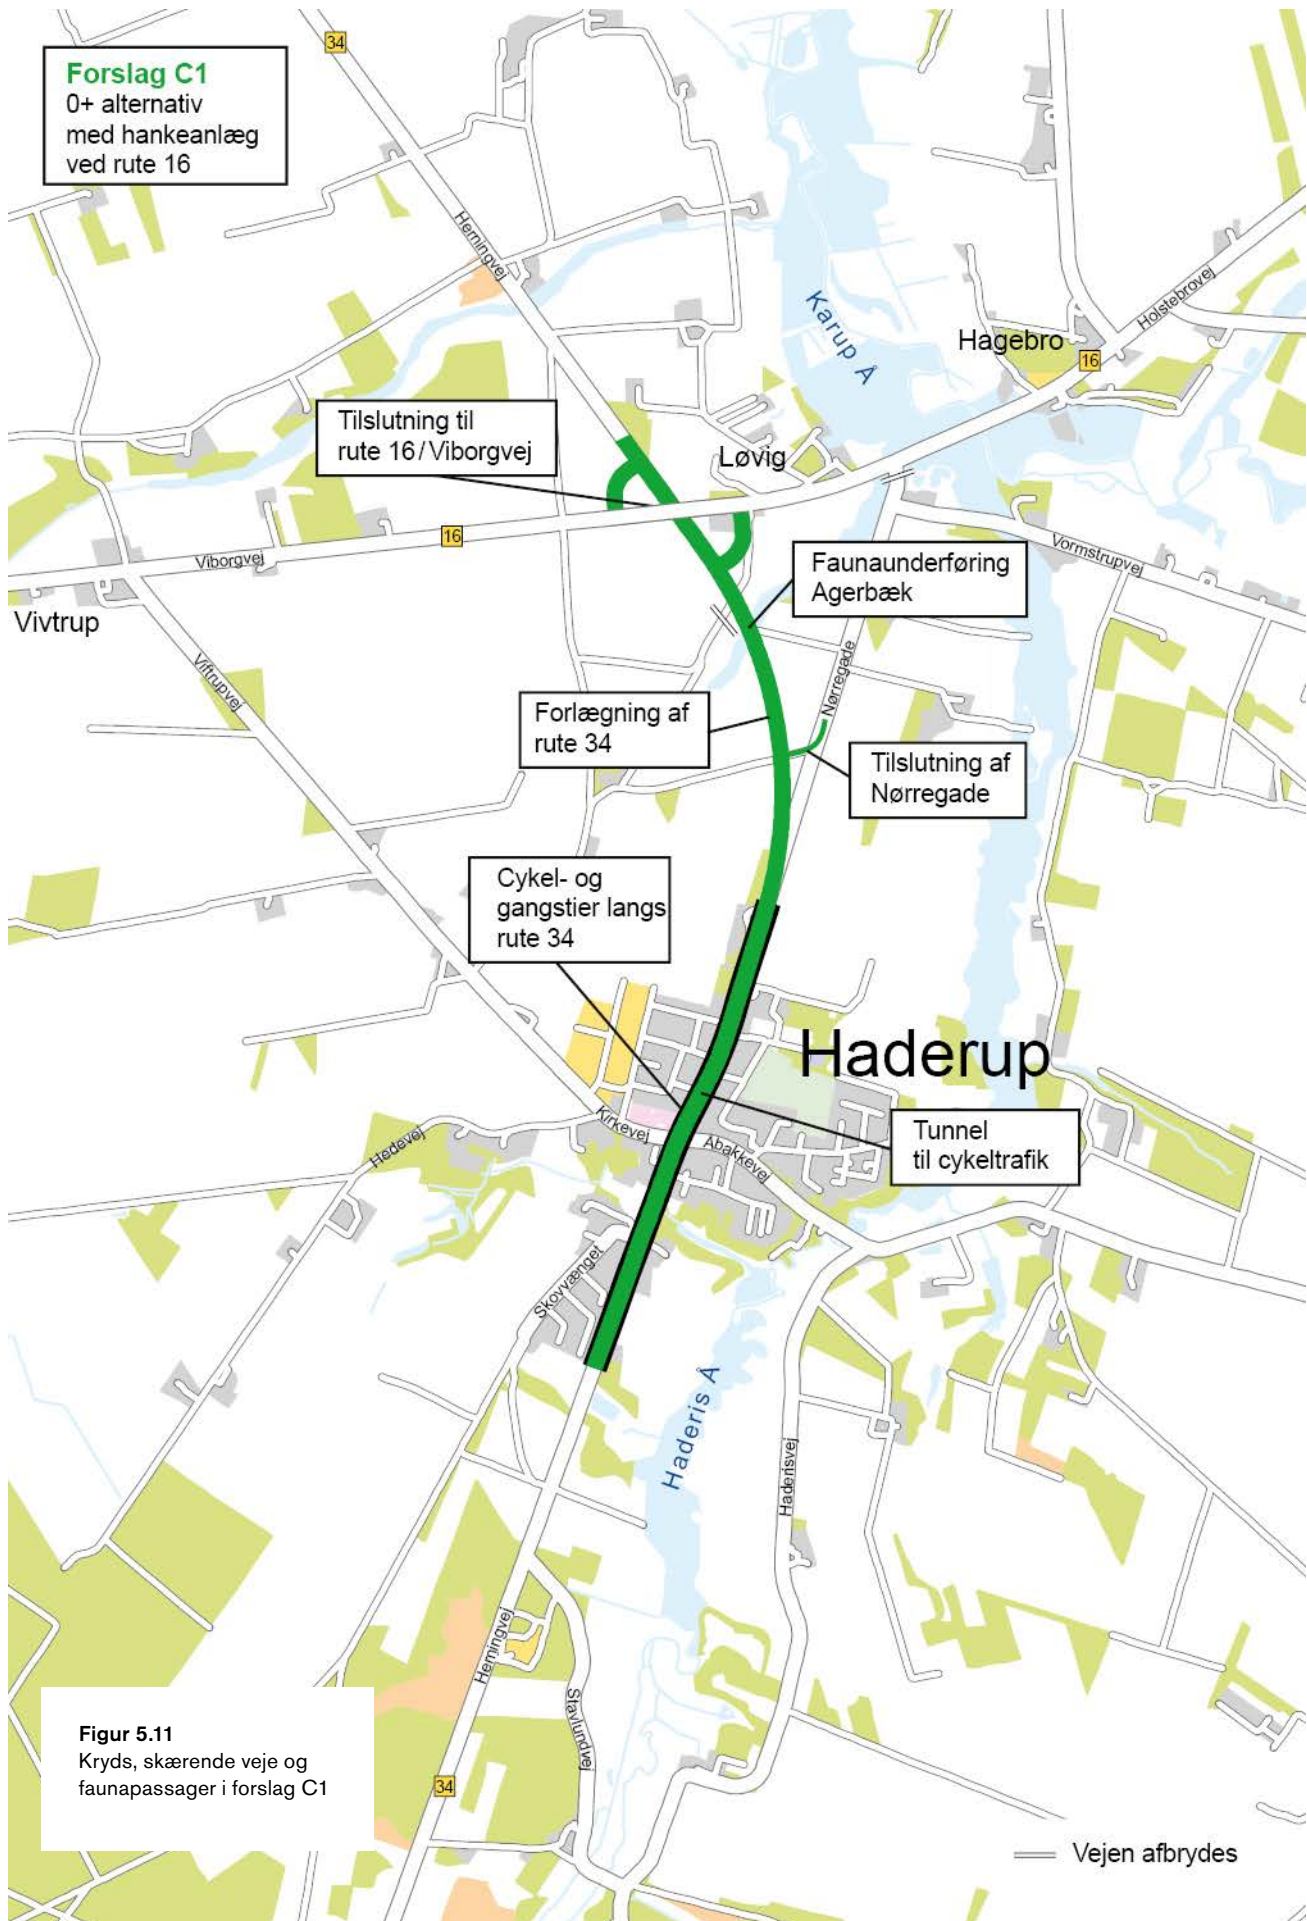 34
Forslag C1
0+ alternativ
med hankeanlæg
ved rute 16
Herningvej
Karup Å
Holstebrovej
Hagebro
16
Tilslutning til
rute 16/Viborgvej
Løvig
16
Viborgvej
Vormstrupvej
Faunaunderføring
Agerbæk
Vivtrup
Viftrupvej
Nørregade
Forlægning af
rute 34
Tilslutning af
Nørregade
Cykel- og
gangstier langs
rute 34
Haderup
Kirkevej
Abakkevej
Hedevej
Tunnel
til cykeltrafik
Skovvænget
Haderis Å
Haderisvej
Herningvej
Stavlundvej
Figur 5.11
Kryds, skærende veje og
faunapassager i forslag C1
34
Vejen afbrydes